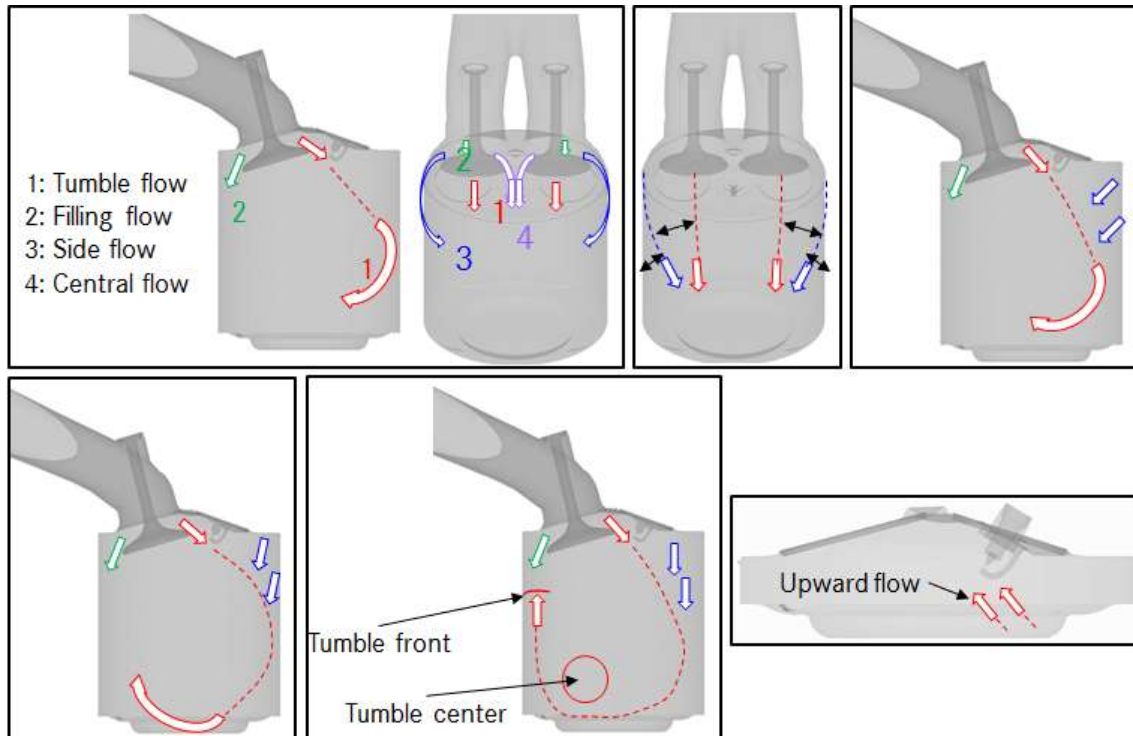 1: Tumble flow
2: Filling flow
3: Side flow
4: Central flow
2
1
2
1
4
3
Tumble front
Tumble center
Upward flow